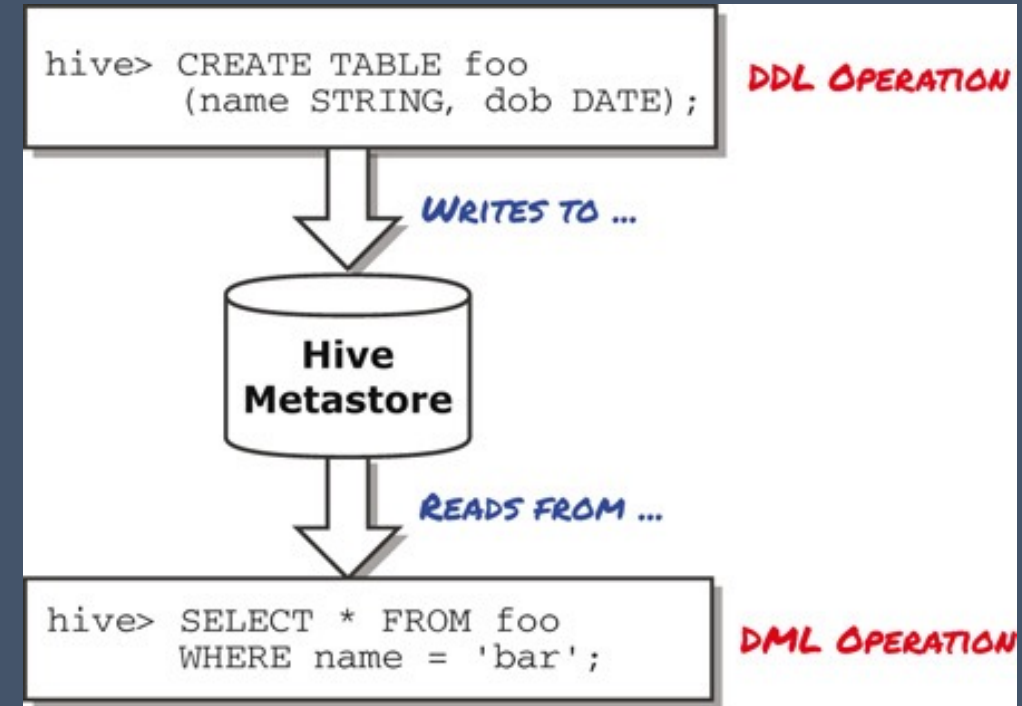 hive> CREATE TABLE foo
(name STRING, dob DATE);
DDL OPERATION
WRITES TO ...
Hive
Metastore
READS FROM ...
hive> SELECT * FROM foo
WHERE name = 'bar';
DML OPERATION